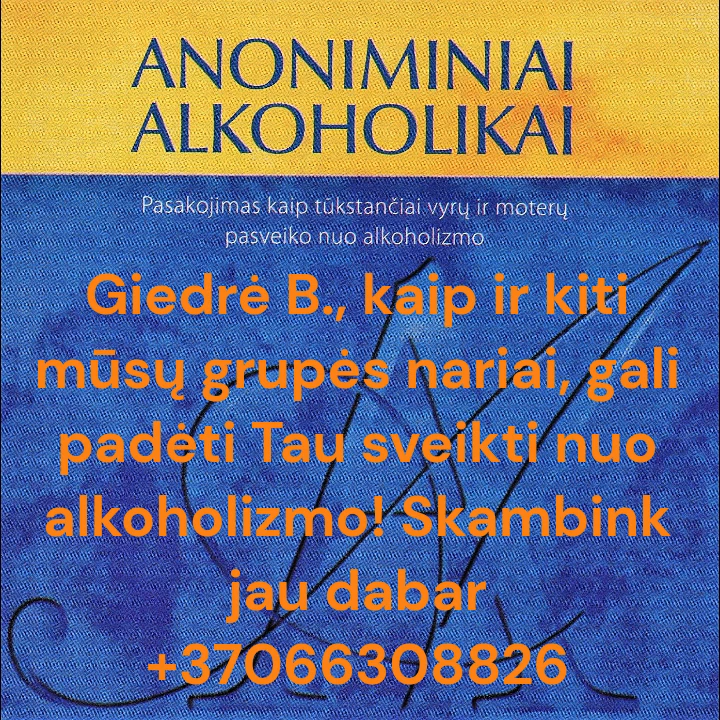 ANONIMINIAI
ALKOHOLIKAI
Pasakojimas kaip tūkstančiai vyrų ir moterų
pasveiko nuo alkoholizmo
Giedrė B., kaip ir kiti
mūsų grupės nariai, gali
padėti Tau sveikti nuo
alkoholizmo! Skambink
jau dabar
+37066308826